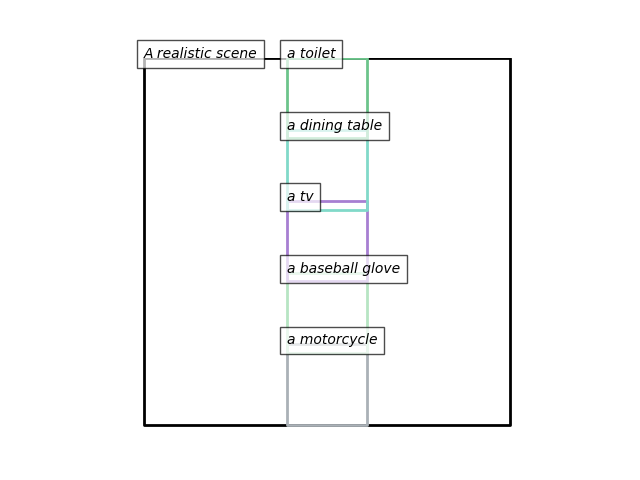 A realistic scene
a toilet
a dining table
a tv
a baseball glove
a motorcycle